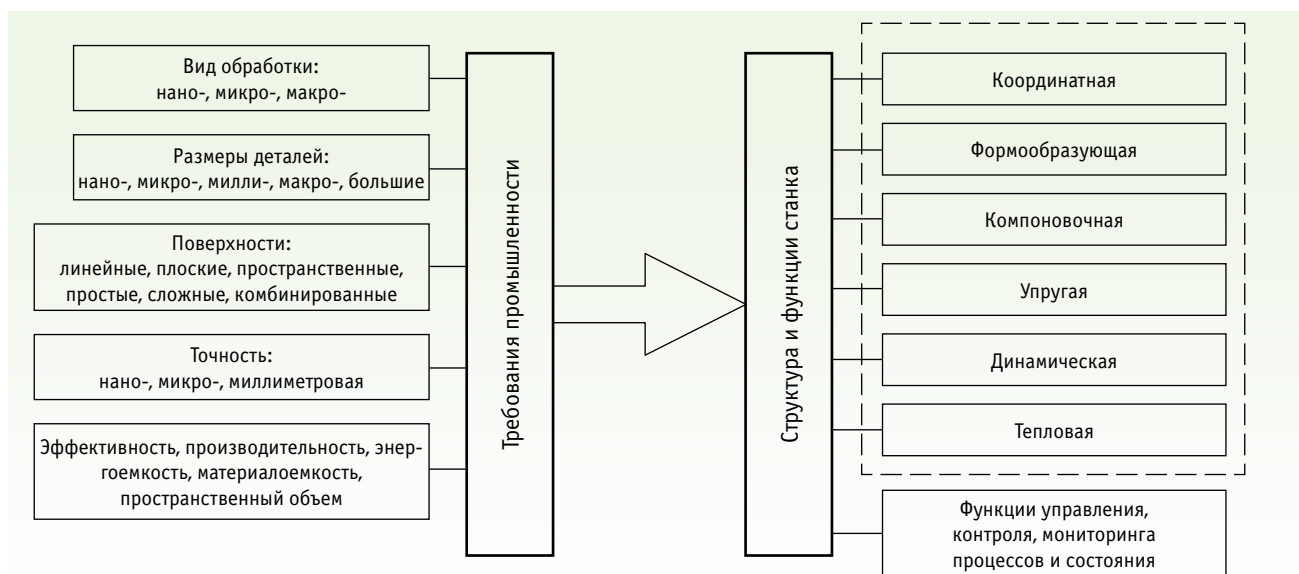 Вид обработки:
нано-, микро-, макро-
Размеры деталей:
нано-, микро-, милли-, макро-, большие
Поверхности:
линейные, плоские, пространственные,
простые, сложные, комбинированные
Точность:
нано-, микро-, миллиметровая
Эффективность, производительность, энер-
гоемкость, материалоемкость,
пространственный объем
Требования промышленности
Структура и функции станка
Координатная
Формообразующая
Компоновочная
Упругая
Динамическая
Тепловая
Функции управления,
контроля, мониторинга
процессов и состояния